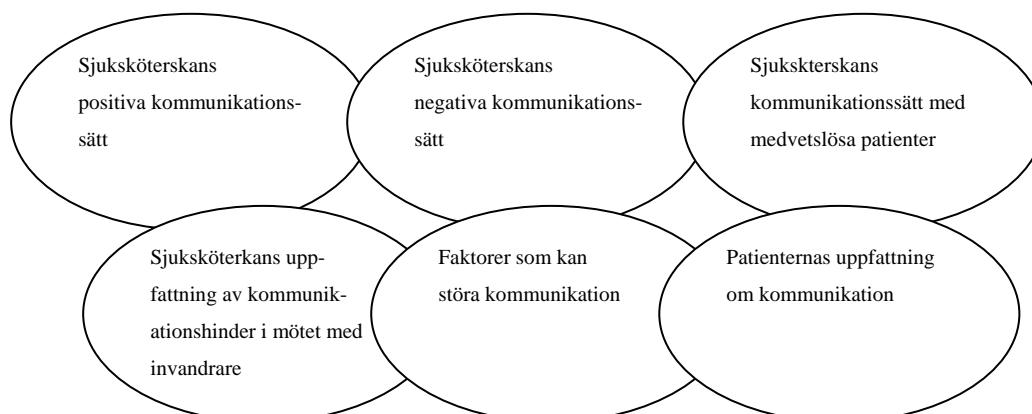 Sjuksköterskans
positiva kommunikations-
sätt
Sjuksköterskans
negativa kommunikations-
sätt
Sjukskterskans
kommunikationssätt med
medvetslösa patienter
Sjuksköterkans upp-
fattning av kommunik-
ationshinder i mötet med
invandrare
Faktorer som kan
störa kommunikation
Patienternas uppfattning
om kommunikation